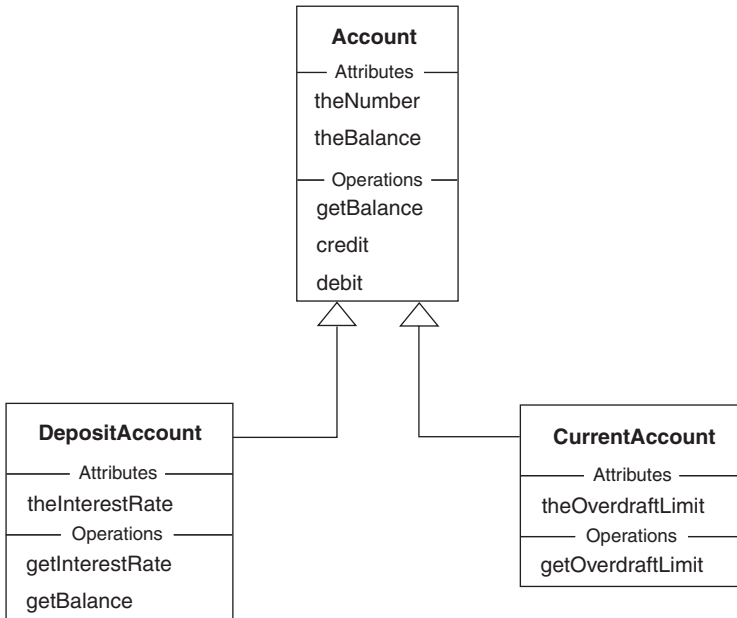 Account
Attributes
theNumber
theBalance
Operations
getBalance
credit
debit
DepositAccount
Attributes
theInterestRate
Operations
getInterestRate
getBalance
CurrentAccount
Attributes
theOverdraftLimit
Operations
getOverdraftLimit